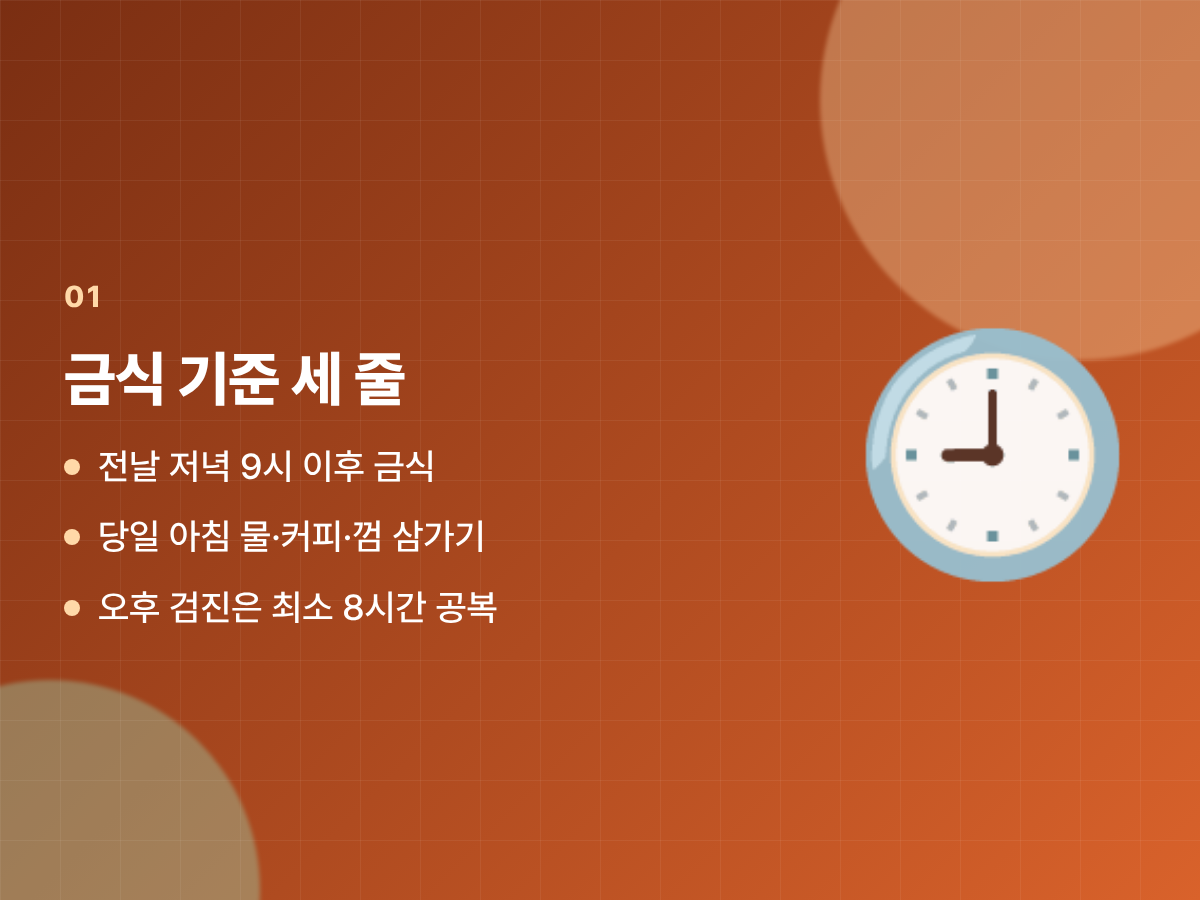 01
금식 기준 세 줄
전날 저녁 9시 이후 금식
당일 아침 물·커피·껌 삼가기
오후 검진은 최소 8시간 공복